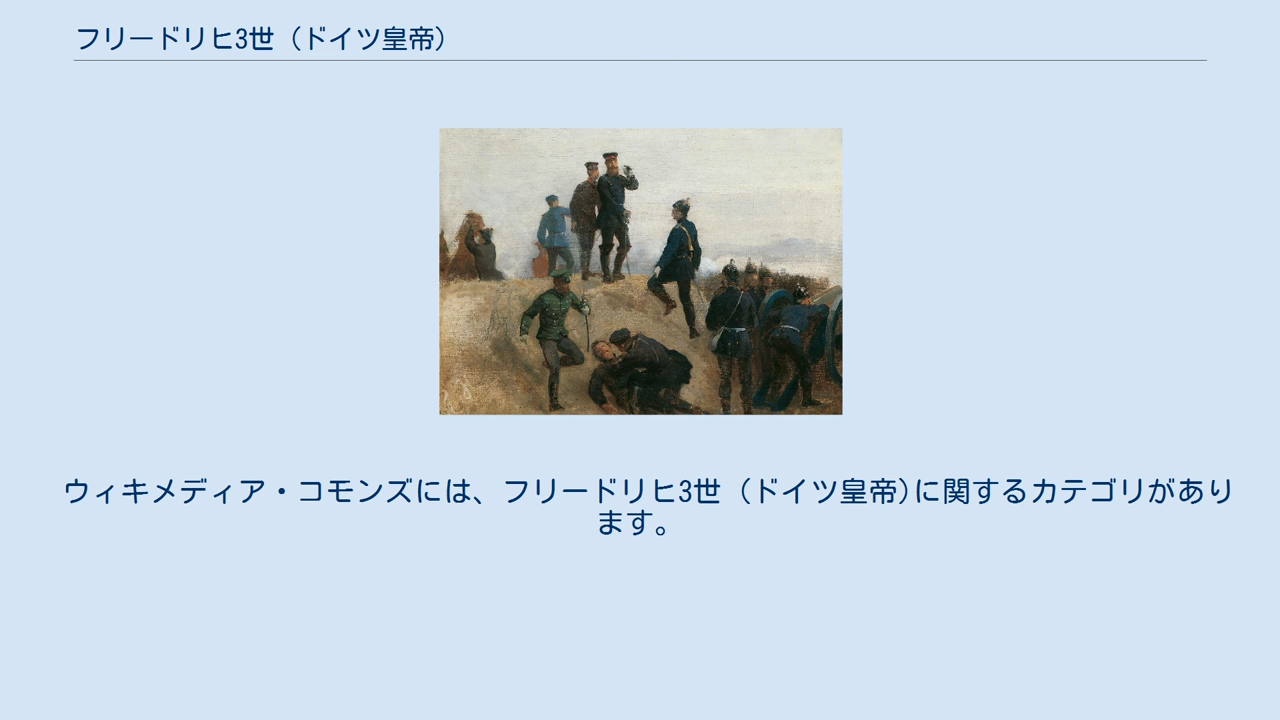 フリードリヒ3世（ドイツ皇帝）
ウィキメディア・コモンズには、フリードリヒ3世（ドイツ皇帝)に関するカテゴリがあり
ます。